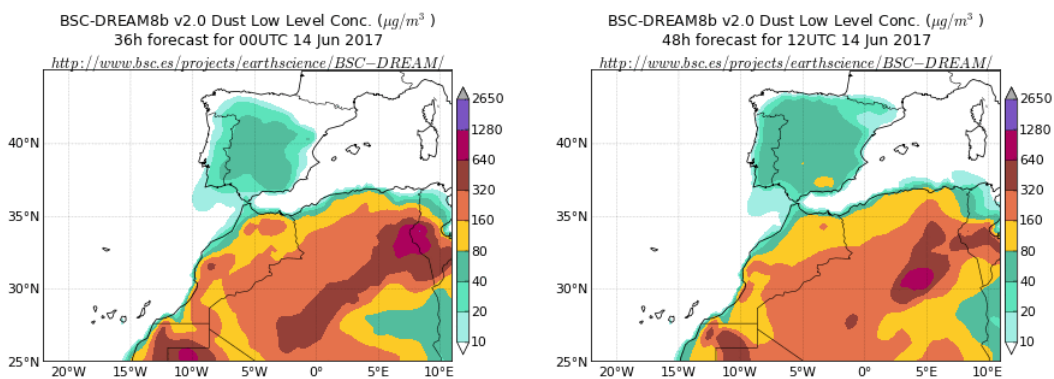 BSC-DREAM8b v2.0 Dust Low Level Conc. (μg/m³ )
36h forecast for 00UTC 14 Jun 2017
http://www.bsc.es/projects/earthscience/BSC−DREAM/
40°N
35°N
30°N
25°N
20°W
15°W
10°W
5°W
0°E
5°E
10°E
2650
1280
640
320
160
80
40
20
10
BSC-DREAM8b v2.0 Dust Low Level Conc. (μg/m³ )
48h forecast for 12UTC 14 Jun 2017
http://www.bsc.es/projects/earthscience/BSC−DREAM/
40°N
35°N
30°N
25°N
20°W
15°W
10°W
5°W
0°E
5°E
10°E
2650
1280
640
320
160
80
40
20
10